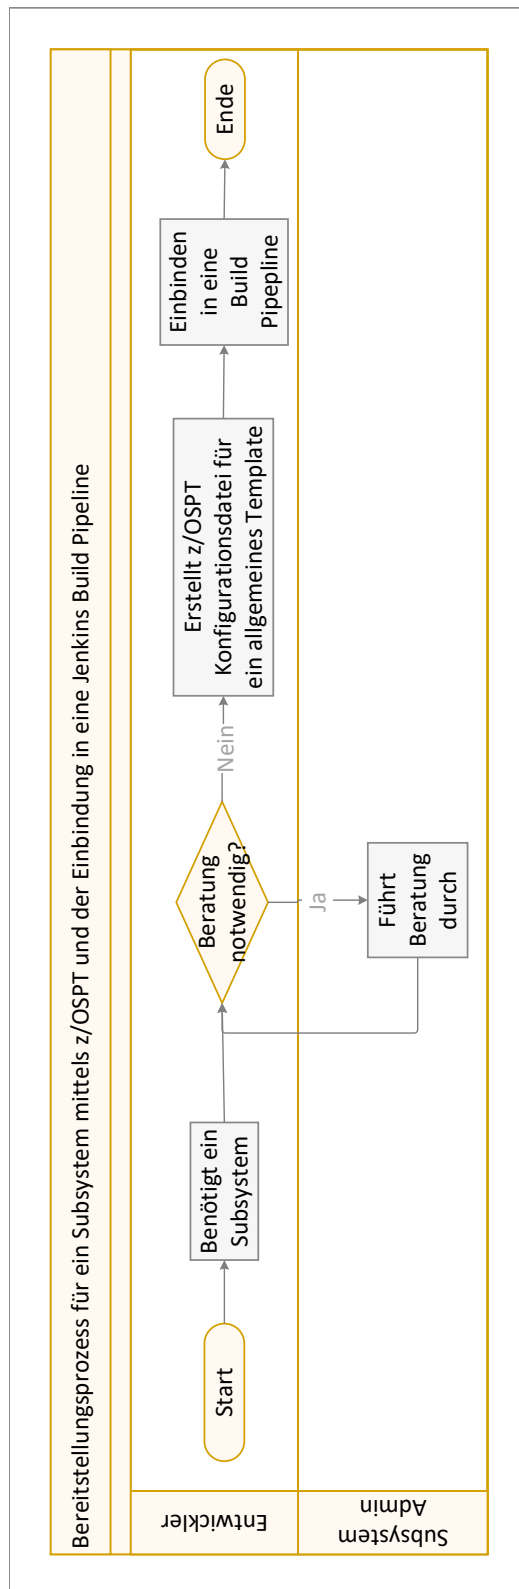 Bereitstellungsprozess für ein Subsystem mittels z/OSPT und der Einbindung in eine Jenkins Build Pipeline
Entwickler
Start
Benötigt ein
Subsystem
Beratung
notwendig?
Nein
Erstellt z/OSPT
Konfigurationsdatei für
ein allgemeines Template
Einbinden
in eine
Build
Pipepline
Ende
Subsystem
Admin
Ja
Führt
Beratung
durch